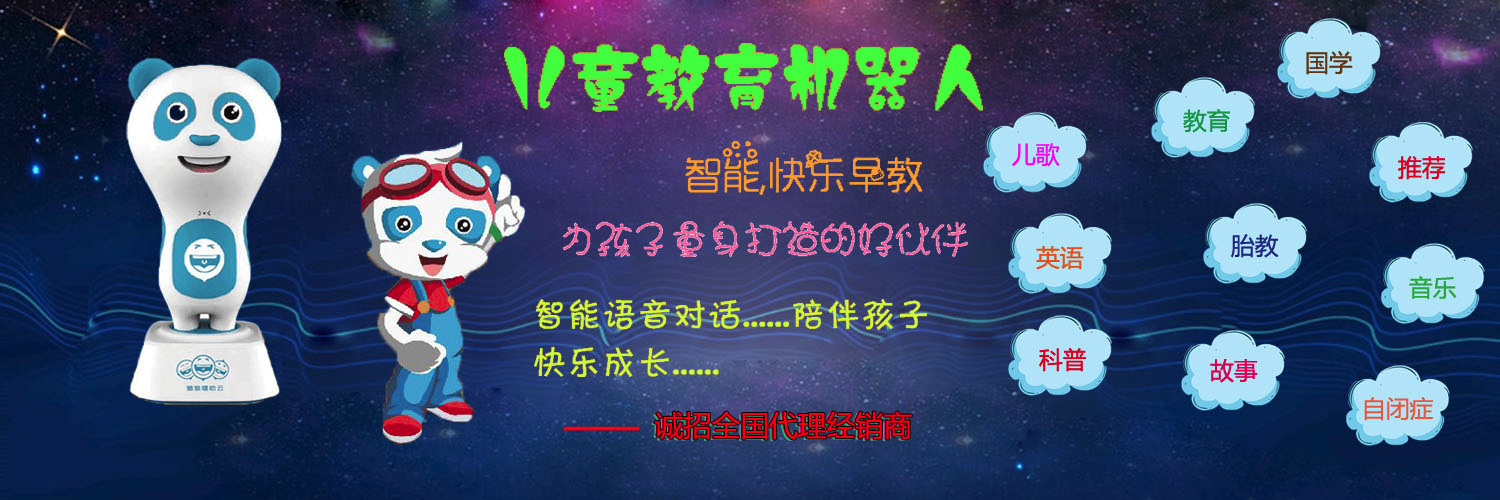 儿童教育机器人
智能,快乐早教
为孩子量身打造的好伙伴
智能语音对话......陪伴孩子
快乐成长......
——诚招全国代理经销商
国学
教育
儿歌
推荐
英语
胎教
音乐
科普
故事
自闭症